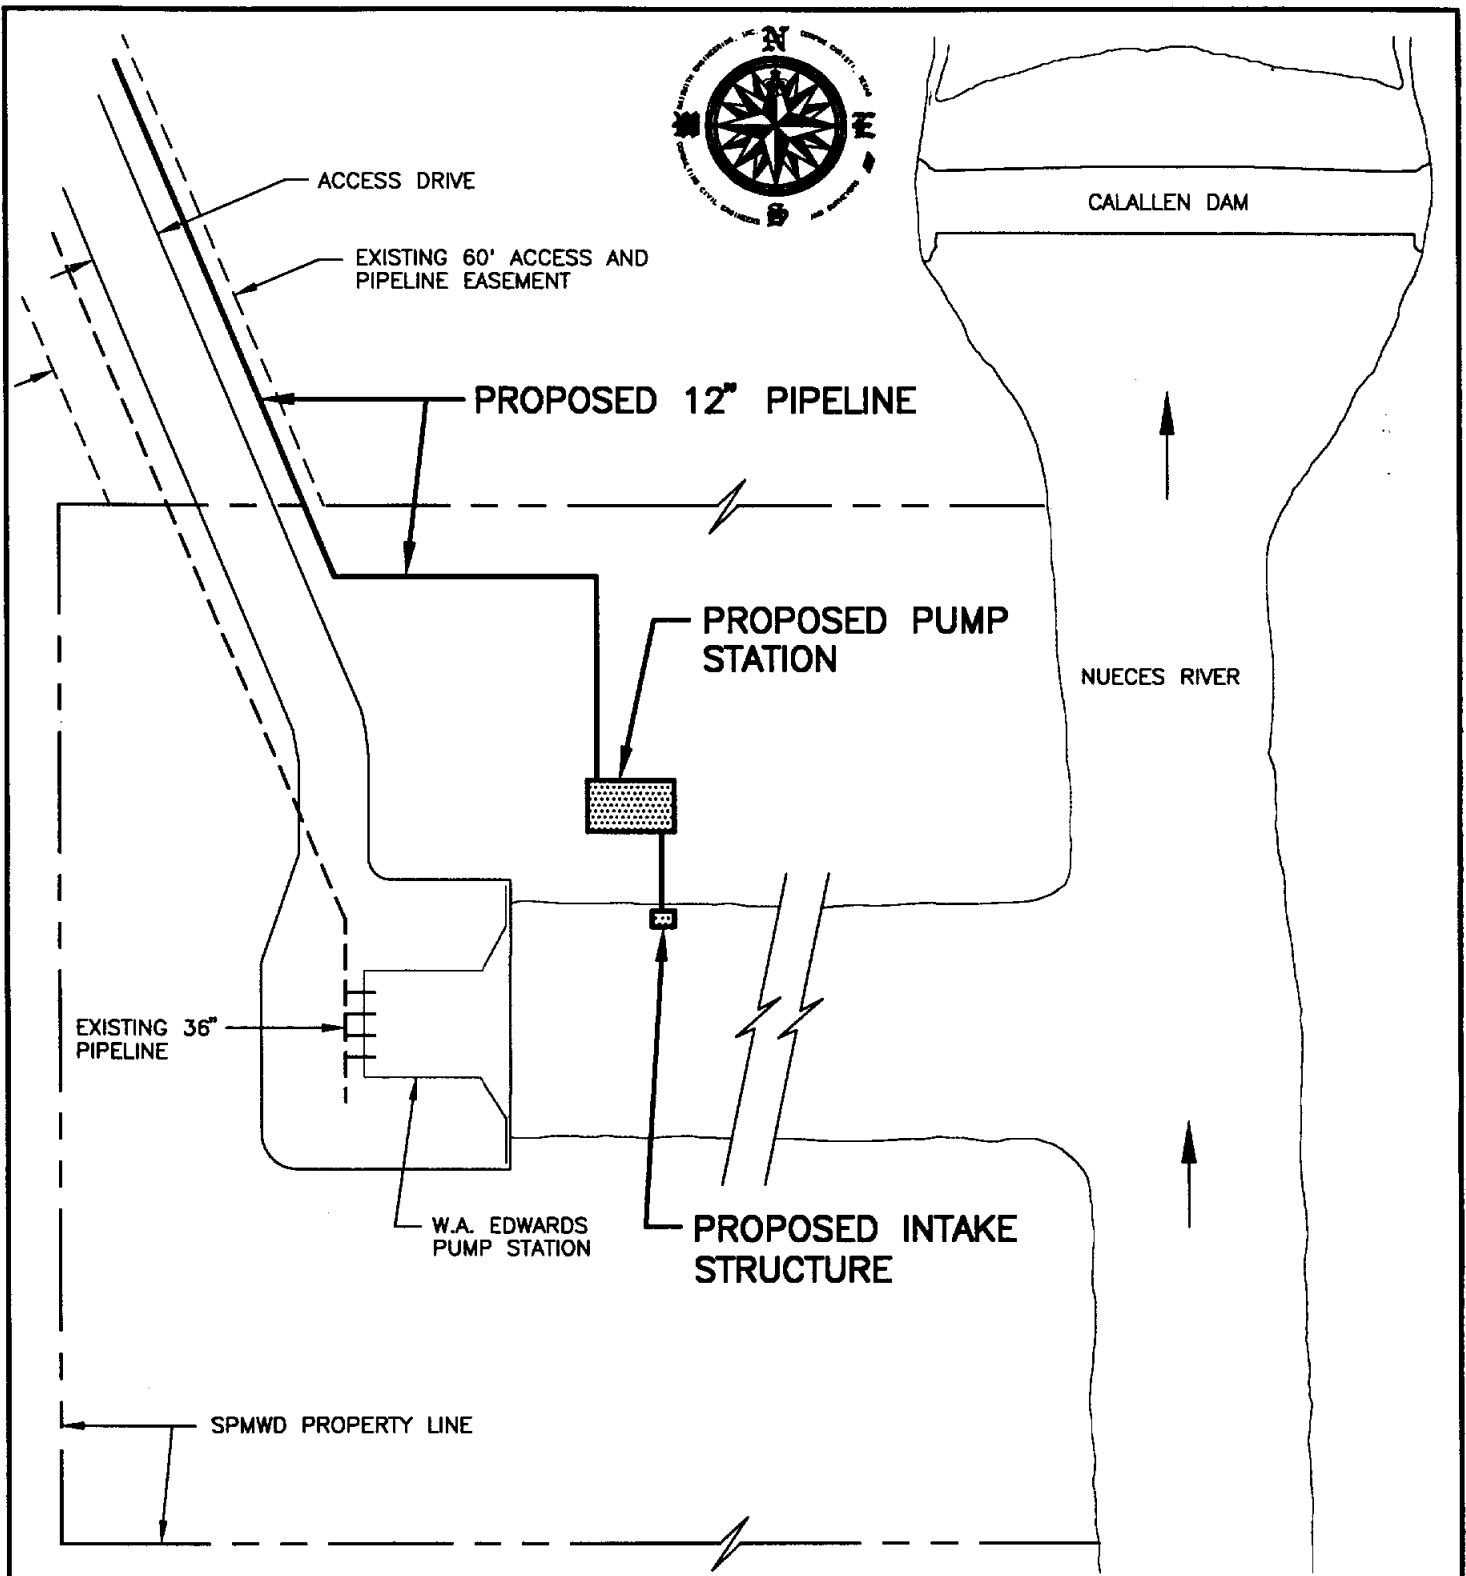 N
E
S
CALALLEN DAM
ACCESS DRIVE
EXISTING 60' ACCESS AND
PIPELINE EASEMENT
PROPOSED 12" PIPELINE
PROPOSED PUMP
STATION
NUECES RIVER
EXISTING 36"
PIPELINE
W.A. EDWARDS
PUMP STATION
PROPOSED INTAKE
STRUCTURE
SPMWD PROPERTY LINE